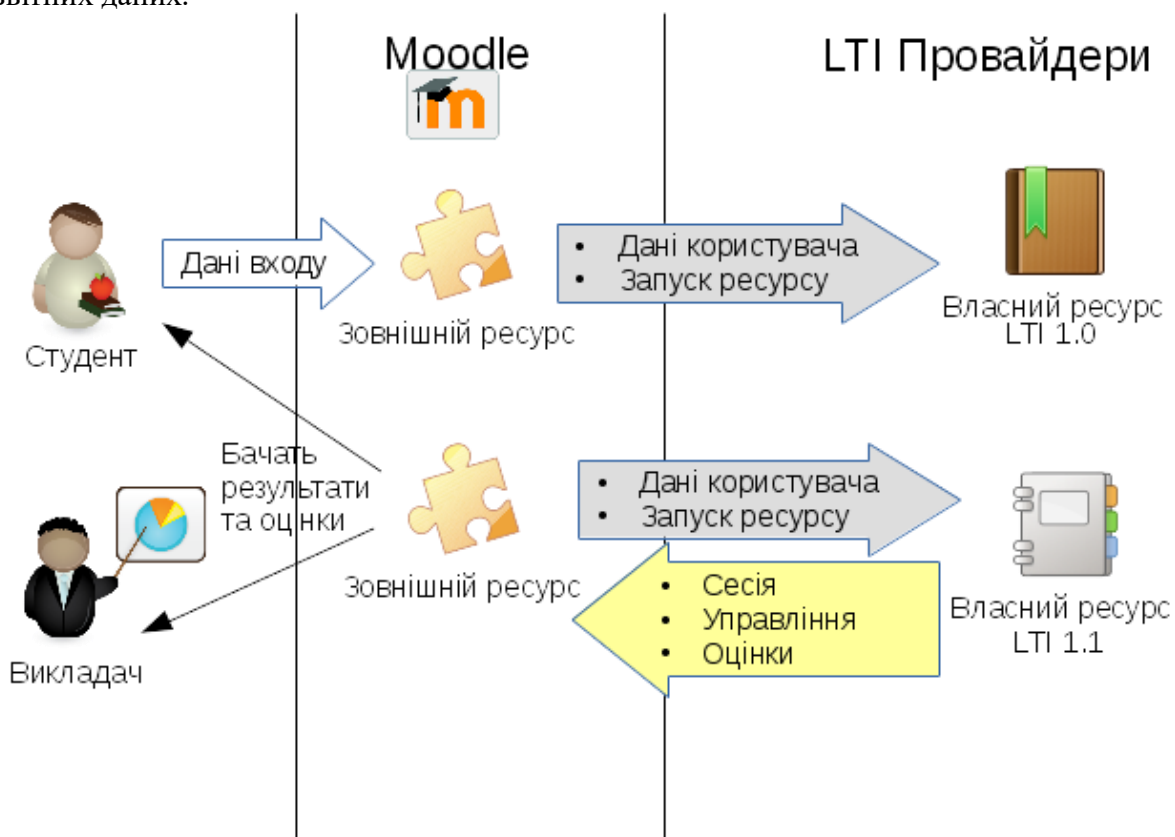 даних.
Moodle
LTI Провайдери
Дані входу
• Дані користувача
• Запуск ресурсу
Студент
Зовнішній ресурс
Власний ресурс
LTI 1.0
Бачать
результати
та оцінки
• Дані користувача
• Запуск ресурсу
Викладач
Зовнішній ресурс
• Сесія
• Управління
• Оцінки
Власний ресурс
LTI 1.1